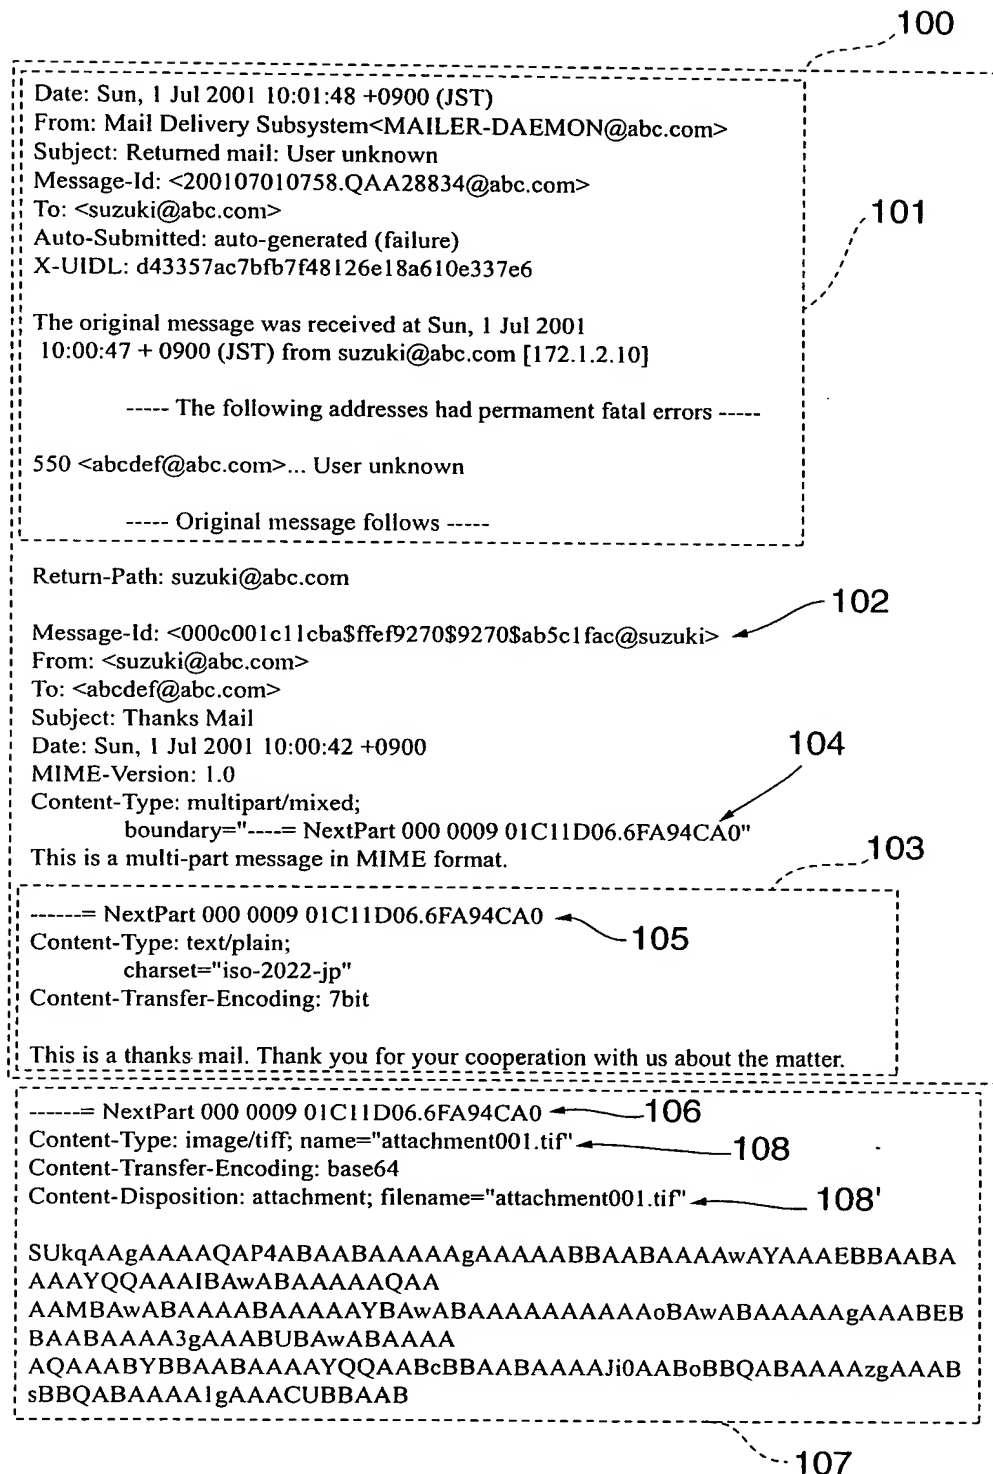 100
Date: Sun, 1 Jul 2001 10:01:48 +0900 (JST)
From: Mail Delivery Subsystem<MAILER-DAEMON@abc.com>
Subject: Returned mail: User unknown
Message-Id: <200107010758.QAA28834@abc.com>
To: <suzuki@abc.com>
101
Auto-Submitted: auto-generated (failure)
X-UIDL: d43357ac7bfb7f48126e18a610e337e6
The original message was received at Sun, 1 Jul 2001
10:00:47 + 0900 (JST) from suzuki@abc.com [172.1.2.10]
----- The following addresses had permament fatal errors -----
550 <abcdef@abc.com>... User unknown
----- Original message follows -----
Return-Path: suzuki@abc.com
102
Message-Id: <000c001c11cba$ffef9270$9270$ab5c1fac@suzuki>
From: <suzuki@abc.com>
To: <abcdef@abc.com>
Subject: Thanks Mail
Date: Sun, 1 Jul 2001 10:00:42 +0900
104
MIME-Version: 1.0
Content-Type: multipart/mixed;
boundary="----= NextPart 000 0009 01C11D06.6FA94CA0"
This is a multi-part message in MIME format.
103
------= NextPart 000 0009 01C11D06.6FA94CA0
105
Content-Type: text/plain;
charset="iso-2022-jp"
Content-Transfer-Encoding: 7bit
This is a thanks mail. Thank you for your cooperation with us about the matter.
------= NextPart 000 0009 01C11D06.6FA94CA0
106
Content-Type: image/tiff; name="attachment001.tif"
108
Content-Transfer-Encoding: base64
Content-Disposition: attachment; filename="attachment001.tif"
108'
SUkqAAgAAAAQAP4ABAABAAAAAgAAAAABBAABAAAAwAYAAAEBBAABA
AAAYQQAAAIBAwABAAAAAQAA
AAMBAwABAAAABAAAAAYBAwABAAAAAAAAAAoBAwABAAAAAgAAABEB
BAABAAAA3gAAABUBAwABAAAA
AQAAABYBBAABAAAAYQQAABcBBAABAAAAJi0AABoBBQABAAAAzgAAAB
sBBQABAAAA1gAAACUBBAAB
107